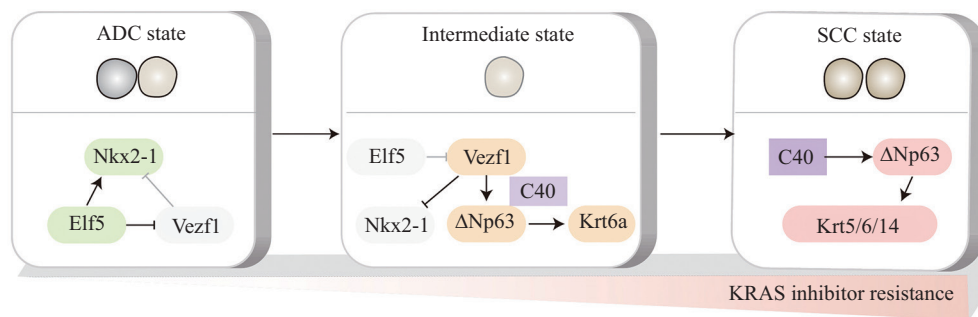 ADC state
Nkx2-1
Elf5
Vezf1
Intermediate state
Elf5
Vezf1
C40
Nkx2-1
ΔNp63
Krt6a
SCC state
C40
ΔNp63
Krt5/6/14
KRAS inhibitor resistance